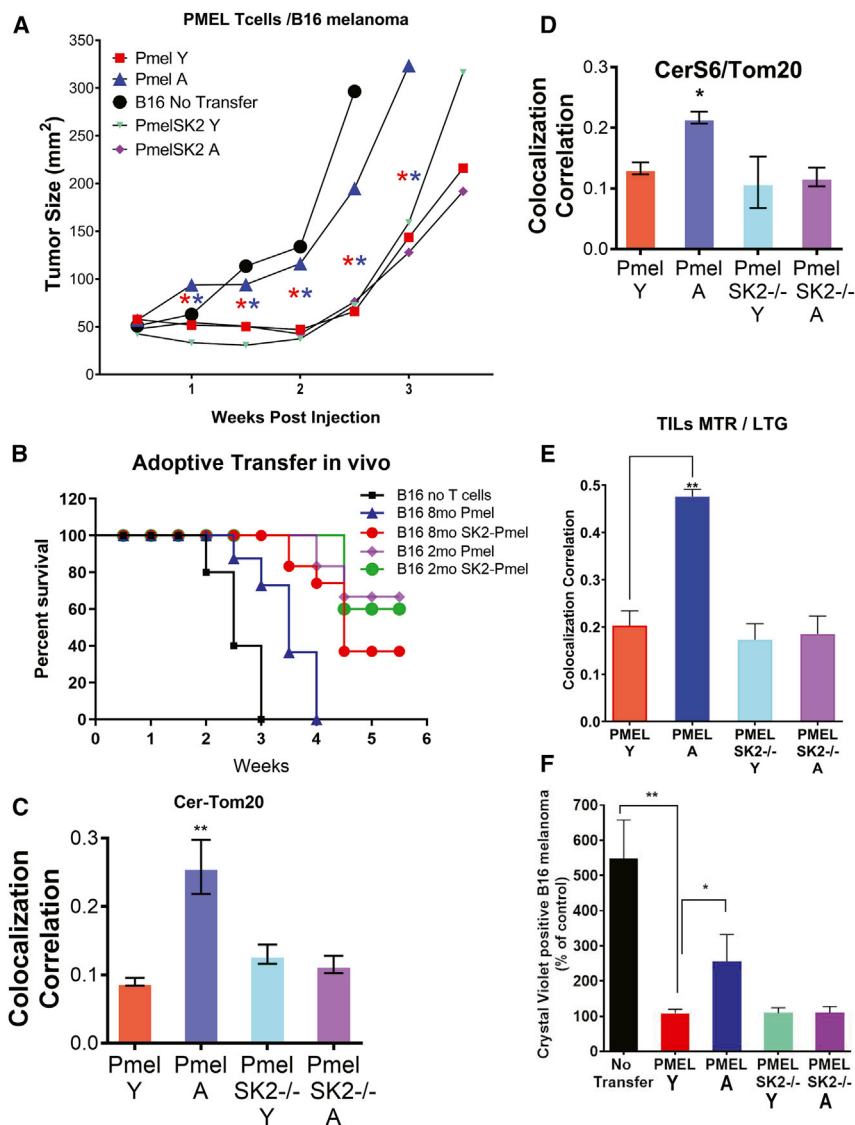 A
PMEL Tcells /B16 melanoma
Tumor Size (mm²)
350
300
250
200
150
100
50
0
Pmel Y
Pmel A
B16 No Transfer
PmelSK2 Y
PmelSK2 A
**
**
**
**
**
1
2
3
Weeks Post Injection
B
Adoptive Transfer in vivo
Percent survival
120
100
80
60
40
20
0
B16 no T cells
B16 8mo Pmel
B16 8mo SK2-Pmel
B16 2mo Pmel
B16 2mo SK2-Pmel
0 1 2 3 4 5 6
Weeks
C
Cer-Tom20
Colocalization
Correlation
0.3
0.2
0.1
0
**
Pmel
Y
Pmel
A
Pmel
SK2-/-
Y
Pmel
SK2-/-
A
D
CerS6/Tom20
Colocalization
Correlation
0.3
0.2
0.1
0.0
*
Pmel
Y
Pmel
A
Pmel
SK2-/-
Y
Pmel
SK2-/-
A
E
TILs MTR / LTG
Colocalization Correlation
0.5
0.4
0.2
0.1
0.0
**
PMEL
Y
PMEL
A
PMEL
SK2-/-
Y
PMEL
SK2-/-
A
F
Crystal Violet positive B16 melanoma
(% of control)
700
600
500
400
300
200
100
0
**
*
No
Transfer
PMEL
Y
PMEL
A
PMEL
SK2-/-
Y
PMEL
SK2-/-
A